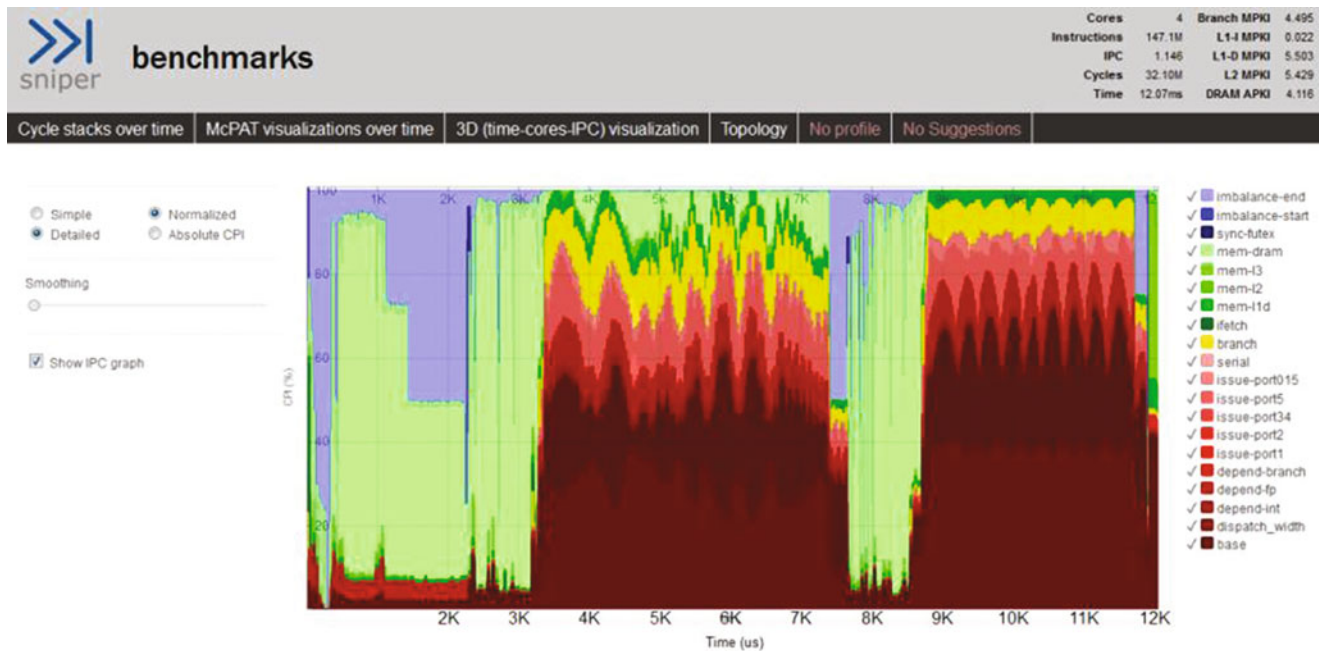 sniper
benchmarks
Cores 4 Branch MPKI 4.495
Instructions 147.1M L1-I MPKI 0.022
IPC 1.146 L1-D MPKI 5.503
Cycles 32.10M L2 MPKI 5.429
Time 12.07ms DRAM APKI 4.116
Cycle stacks over time McPAT visualizations over time 3D (time-cores-IPC) visualization Topology No profile No Suggestions
Simple Normalized
Detailed Absolute CPI
Smoothing
Show IPC graph
CPI (%)
100
80
60
40
20
1K 2K 3K 4K 5K 6K 7K 8K 9K 10K 11K 12
2K 3K 4K 5K 6K 7K 8K 9K 10K 11K 12K
Time (us)
imbalance-end
imbalance-start
sync-futex
mem-dram
mem-l3
mem-l2
mem-l1d
ifetch
branch
serial
issue-port015
issue-port5
issue-port34
issue-port2
issue-port1
depend-branch
depend-fp
depend-int
dispatch_width
base